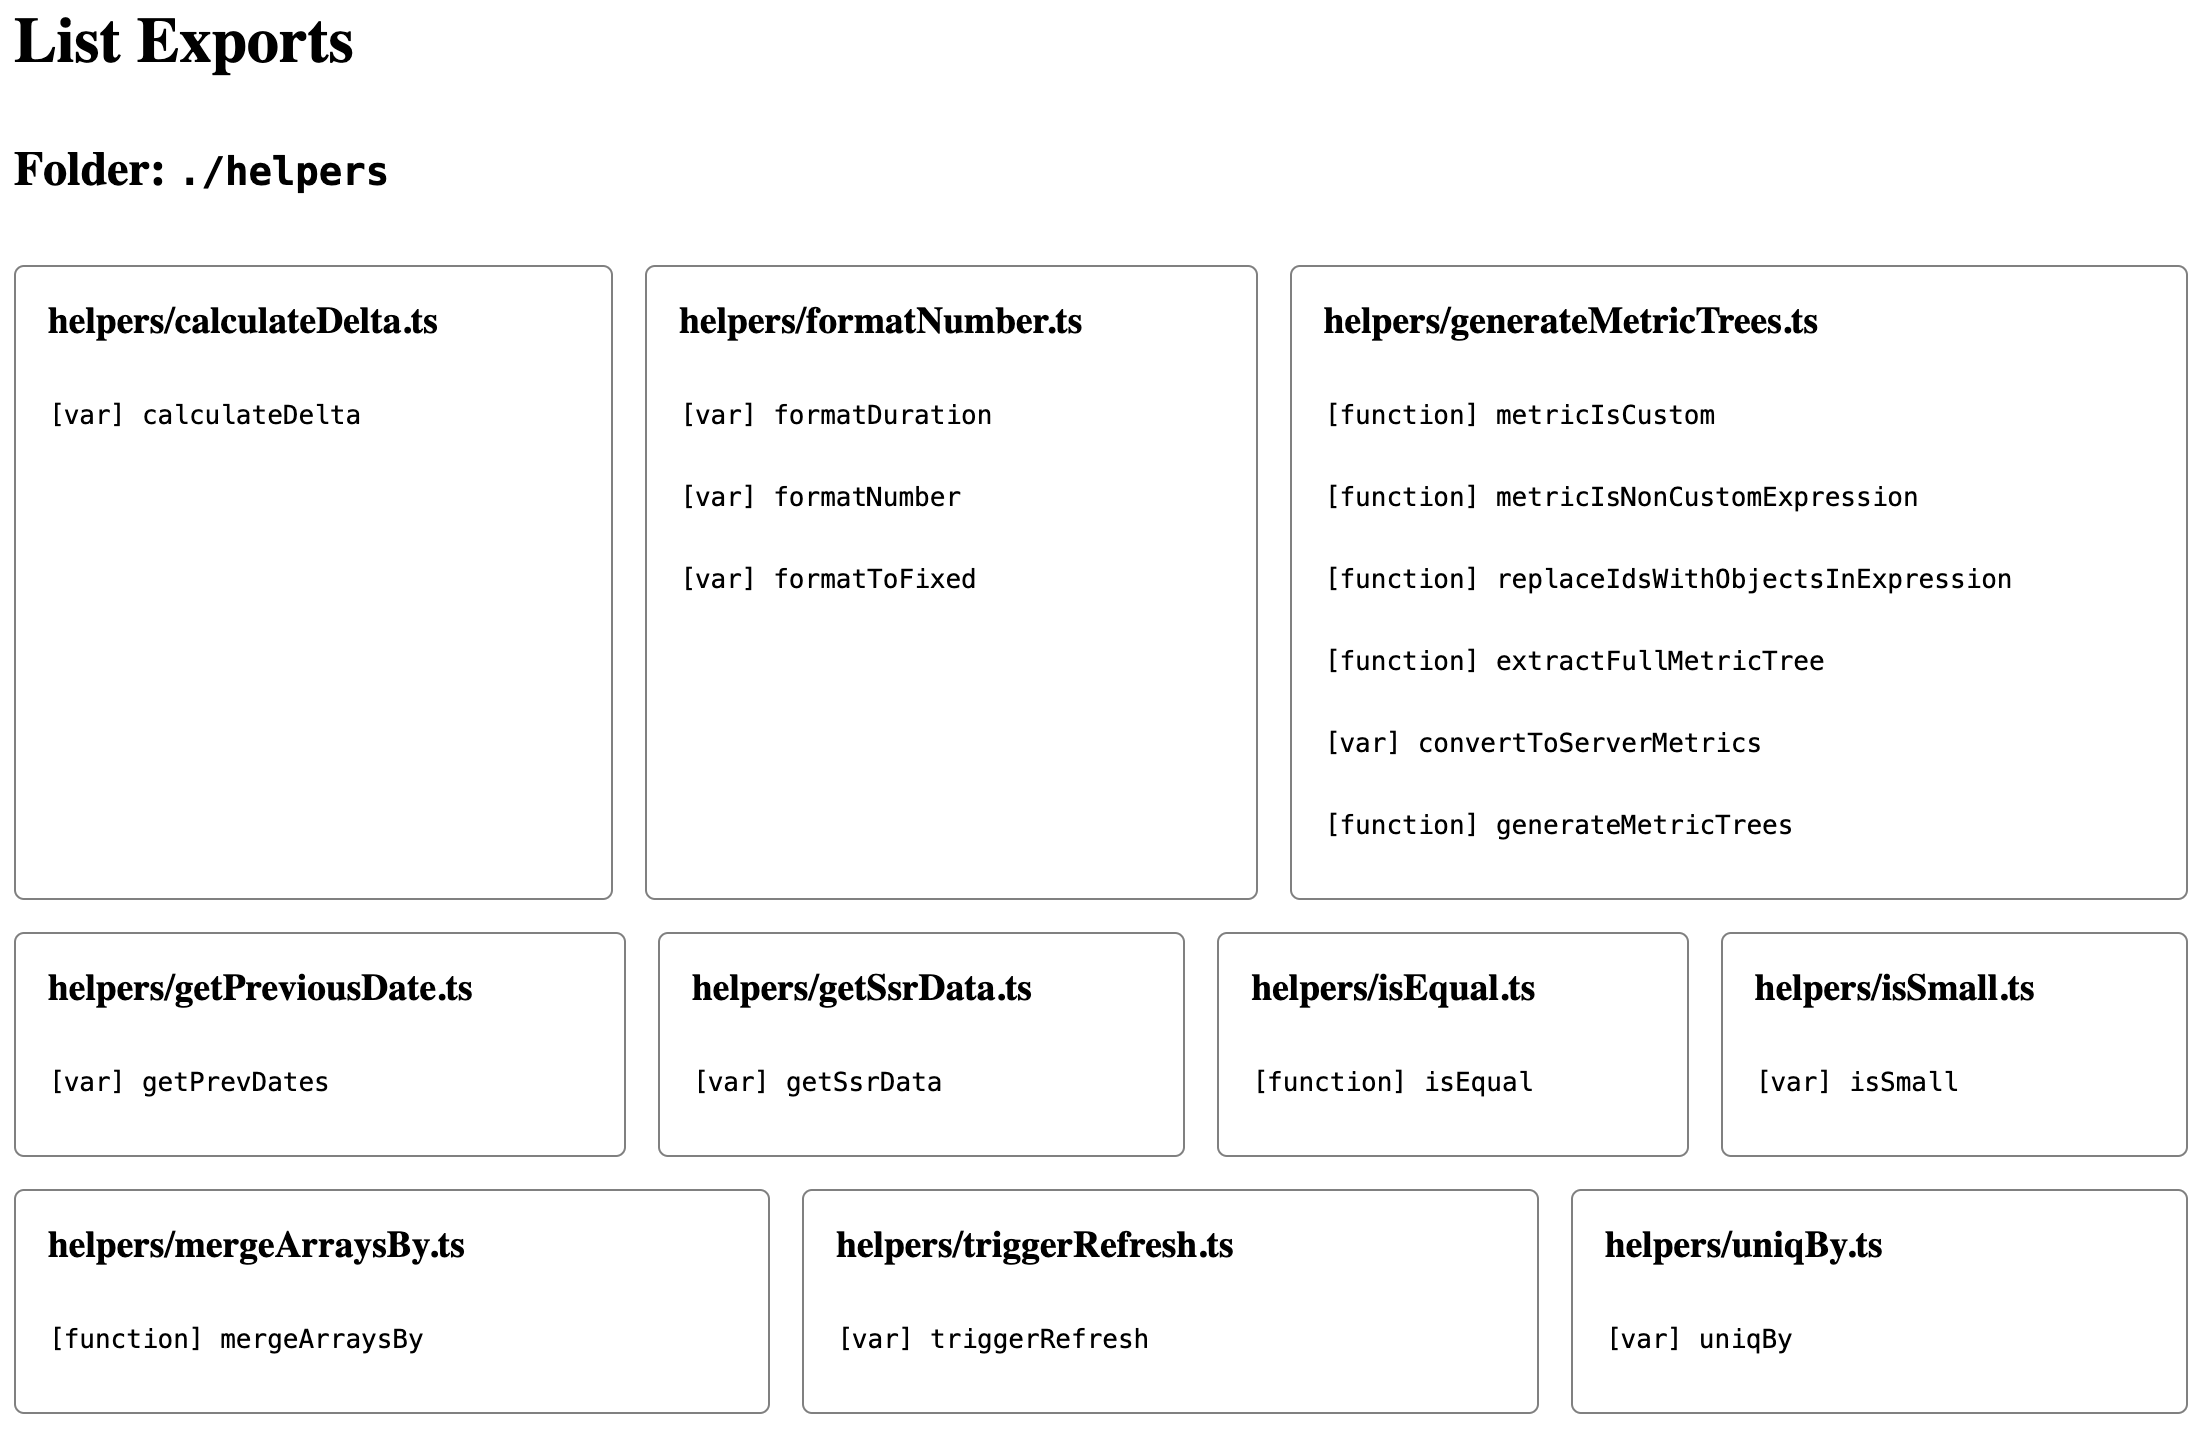 List Exports
Folder: ./helpers
helpers/calculateDelta.ts
[var] calculateDelta
helpers/formatNumber.ts
[var] formatDuration
[var] formatNumber
[var] formatToFixed
helpers/generateMetricTrees.ts
[function] metricIsCustom
[function] metricIsNonCustomExpression
[function] replaceIdsWithObjectsInExpression
[function] extractFullMetricTree
[var] convertToServerMetrics
[function] generateMetricTrees
helpers/getPreviousDate.ts
[var] getPrevDates
helpers/getSsrData.ts
[var] getSsrData
helpers/isEqual.ts
[function] isEqual
helpers/isSmall.ts
[var] isSmall
helpers/mergeArraysBy.ts
[function] mergeArraysBy
helpers/triggerRefresh.ts
[var] triggerRefresh
helpers/uniqBy.ts
[var] uniqBy